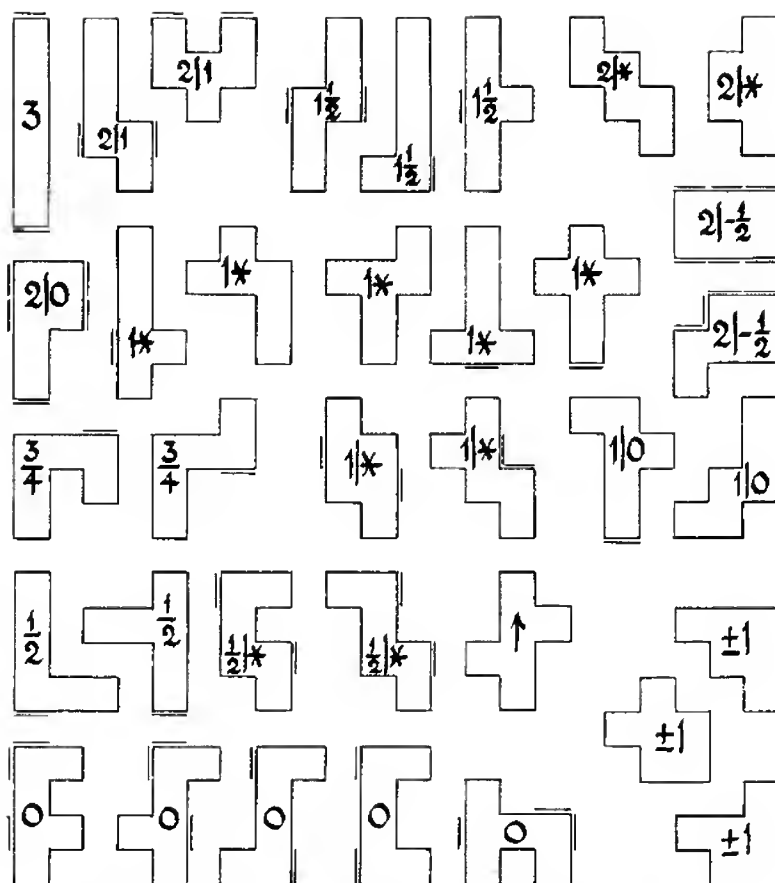 3 2|1 2|1 1½ 1½ 1½ 2|* 2|*
2|-½
2|0 1* 1* 1* 1* 1* 2|-½
¾ ¾ 1|* 1|* 1|0 1|0
½ ½ ½|* ½|* ↑ ±1
±1
0 0 0 0 0 ±1